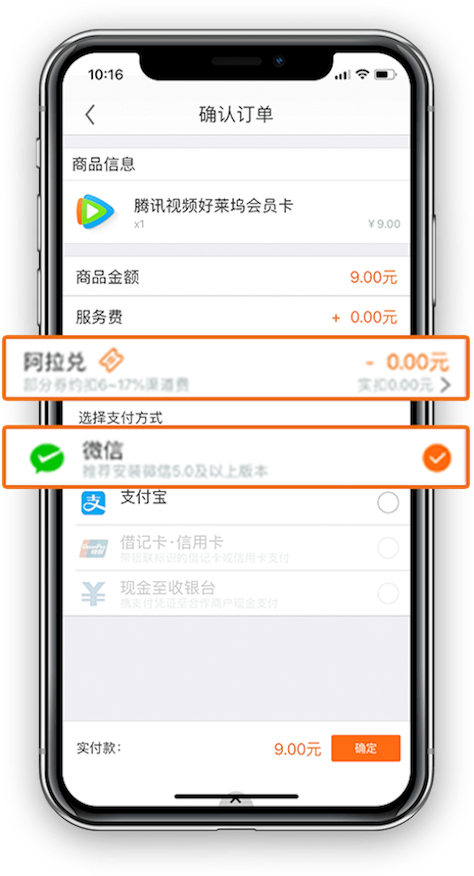 10:16
确认订单
商品信息
腾讯视频好莱坞会员卡
x1 ¥9.00
商品金额 9.00元
服务费 + 0.00元
阿拉兑 - 0.00元
部分券约扣6~17%渠道费 实扣0.00元
选择支付方式
微信
推荐安装微信5.0及以上版本
支付宝
借记卡·信用卡
带银联标识的借记卡或信用卡支付
现金至收银台
携支付凭证至合作商户现金支付
实付款： 9.00元 确定